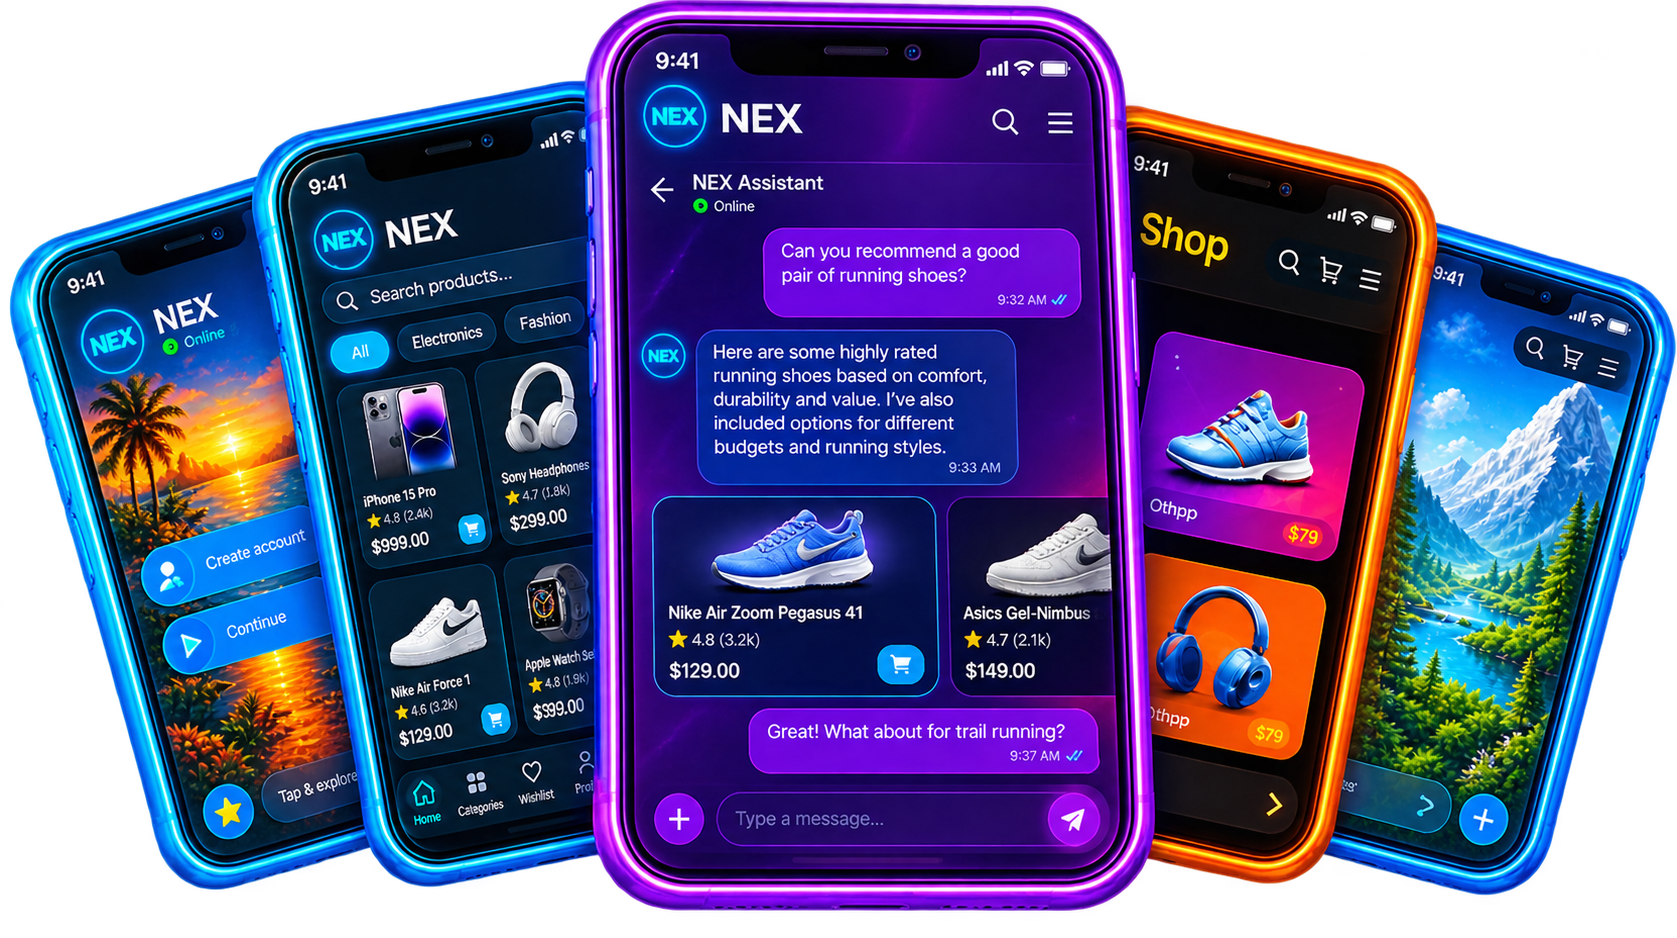 9:41
NEX
NEX
Online
Create account
Continue
Tap & explore
9:41
NEX
NEX
Search products...
All
Electronics
Fashion
iPhone 15 Pro
4.8 (2.4k)
$999.00
Sony Headphones
4.7 (1.8k)
$299.00
Nike Air Force 1
4.6 (3.2k)
$129.00
Apple Watch Se
4.8 (1.9k)
$399.00
Home
Categories
Wishlist
9:41
NEX
NEX
NEX Assistant
Online
Can you recommend a good
pair of running shoes?
9:32 AM
NEX
Here are some highly rated
running shoes based on comfort,
durability and value. I've also
included options for different
budgets and running styles.
9:33 AM
Nike Air Zoom Pegasus 41
4.8 (3.2k)
$129.00
Asics Gel-Nimbus
4.7 (2.1k)
$149.00
Great! What about for trail running?
9:37 AM
Type a message...
9:41
Shop
Othpp
$79
Othpp
$79
9:41